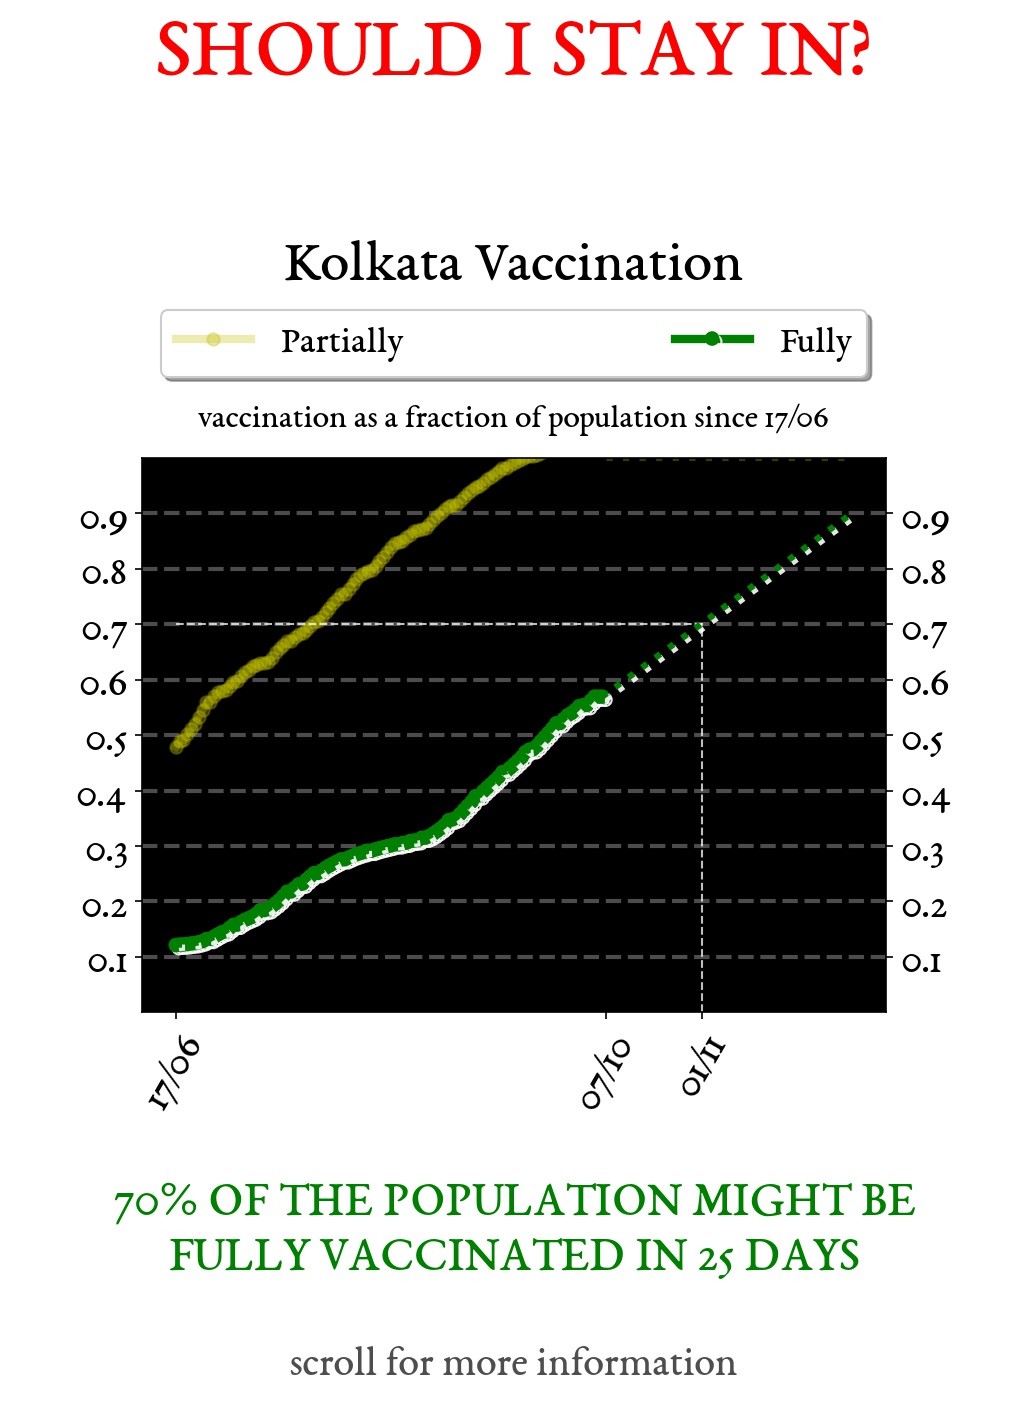 SHOULD I STAY IN?
Kolkata Vaccination
Partially Fully
vaccination as a fraction of population since 17/06
0.9 0.9
0.8 0.8
0.7 0.7
0.6 0.6
0.5 0.5
0.4 0.4
0.3 0.3
0.2 0.2
0.1 0.1
17/06 07/10 01/11
70% OF THE POPULATION MIGHT BE
FULLY VACCINATED IN 25 DAYS
scroll for more information